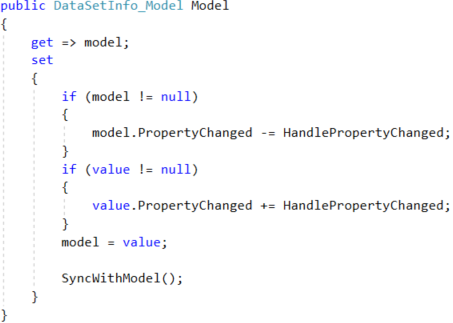 public DataSetInfo_Model Model
{
    get => model;
    set
    {
        if (model != null)
        {
            model.PropertyChanged -= HandlePropertyChanged;
        }
        if (value != null)
        {
            value.PropertyChanged += HandlePropertyChanged;
        }
        model = value;

        SyncWithModel();
    }
}